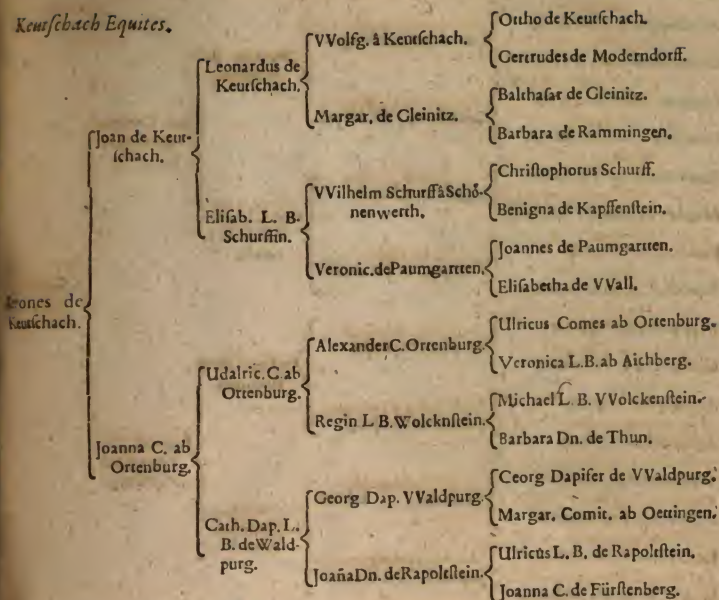 Keutſchach Equites.
Ottho de Keutſchach.
VVolfg. â Keutſchach.
Gertrudes de Moderndorff.
Leonardus de
Keutſchach.
Balthaſar de Gleinitz.
Margar. de Gleinitz.
Barbara de Rammingen.
Joan de Keut-
ſchach.
Chriſtophorus Schurff.
VVilhelm Schurff â Schö-
nenwerth.
Benigna de Kapffenſtein.
Eliſab. L. B.
Schurffin.
Joannes de Paumgartten.
Veronic. de Paumgartten.
Eliſabetha de VVall.
de
Keutſchach.
Ulricus Comes ab Ortenburg.
Alexander C. Ortenburg.
Veronica L. B. ab Aichberg.
Udalric. C ab
Ortenburg.
Michael L. B. VVolckenſtein.
Regin L B. Wolcknſtein.
Barbara Dn. de Thun.
Joanna C. ab
Ortenburg.
Georg Dapifer de VValdpurg.
Georg Dap. VValdpurg.
Margar. Comit. ab Oettingen.
Cath. Dap. L.
B. de Wald-
purg.
Ulricus L. B. de Rapoltſtein.
Joaña Dn. de Rapoltſtein.
Joanna C. de Fürſtenberg.